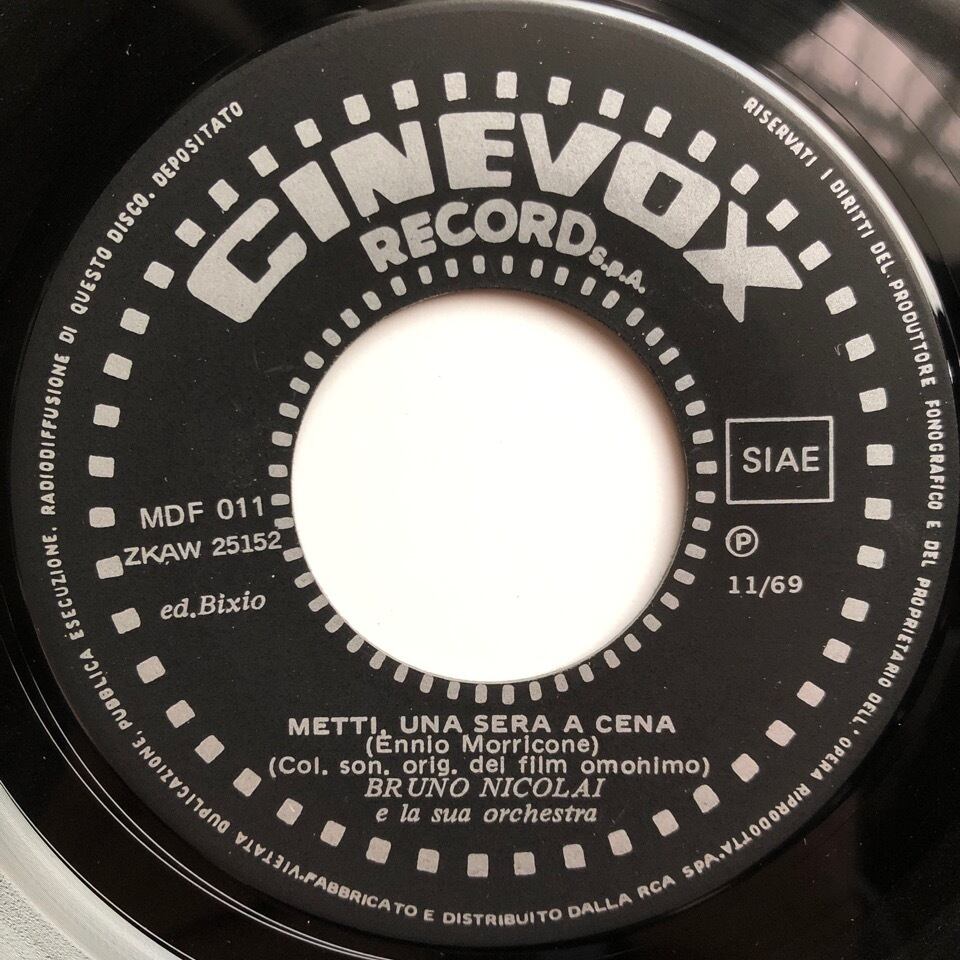 CINEVOX
RECORD S.p.A.
SIAE
MDF 011
ZKAW 25152
ed.Bixio
P
11/69
METTI, UNA SERA A CENA
(Ennio Morricone)
(Col. son. orig. del film omonimo)
BRUNO NICOLAI
e la sua orchestra
RISERVATI I DIRITTI DEL PRODUTTORE FONOGRAFICO E DEL PROPRIETARIO DELL'OPERA RIPRODOTTA. VIETATA DUPLICAZIONE, PUBBLICA ESECUZIONE, RADIODIFFUSIONE DI QUESTO DISCO. DEPOSITATO
FABBRICATO E DISTRIBUITO DALLA RCA SpA.